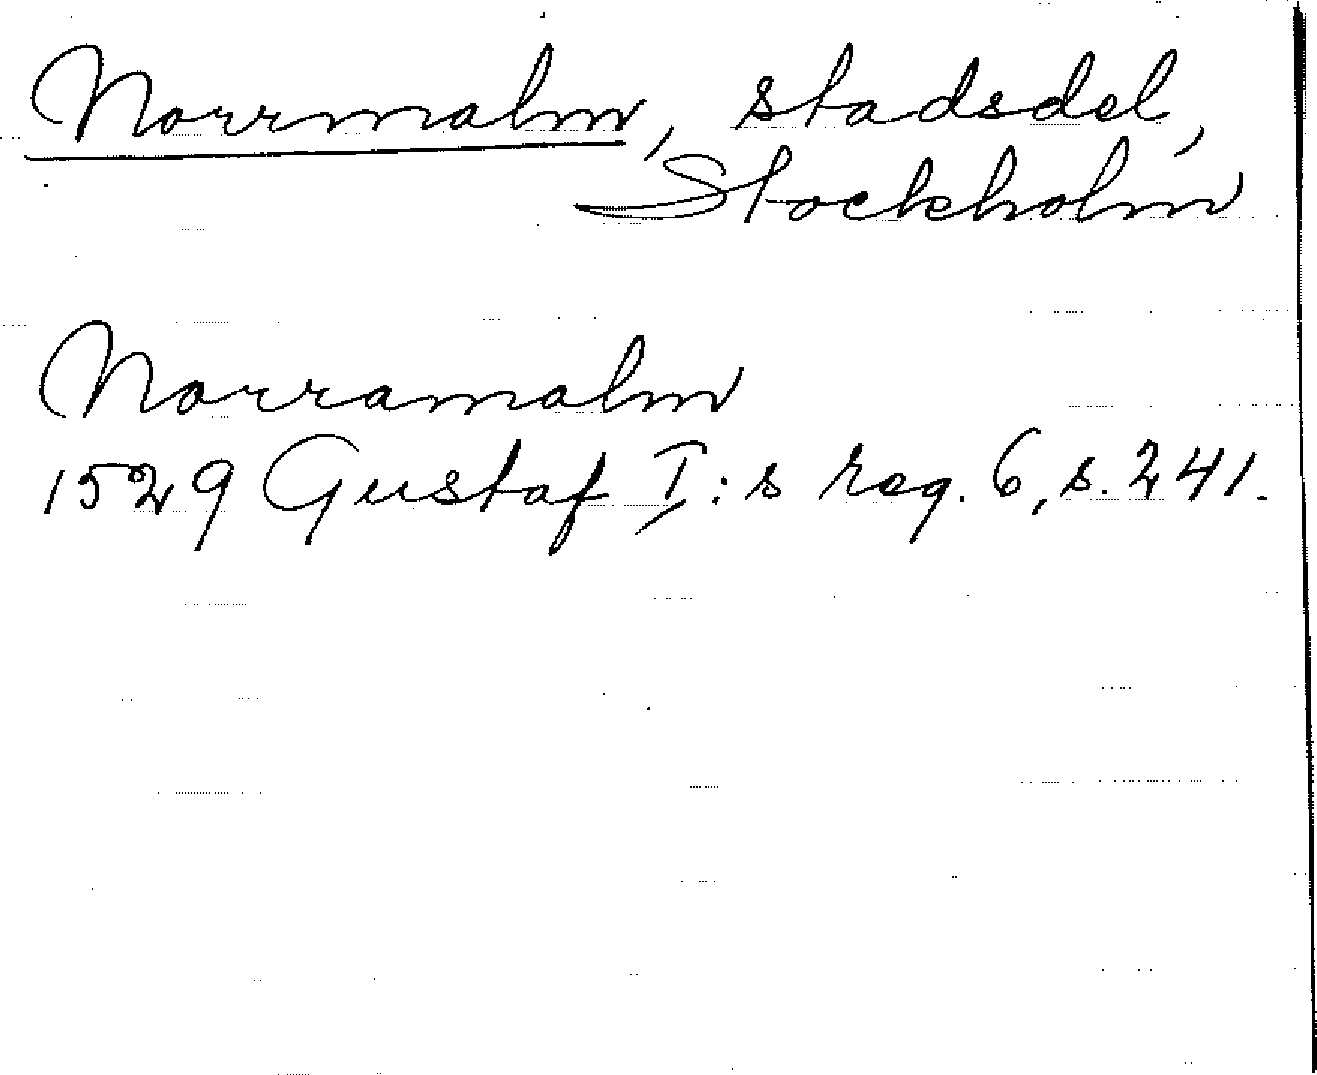 Norrmalm, stadsdel,
Stockholm
Norramalm
1529 Gustaf I:s reg. 6, s. 241.